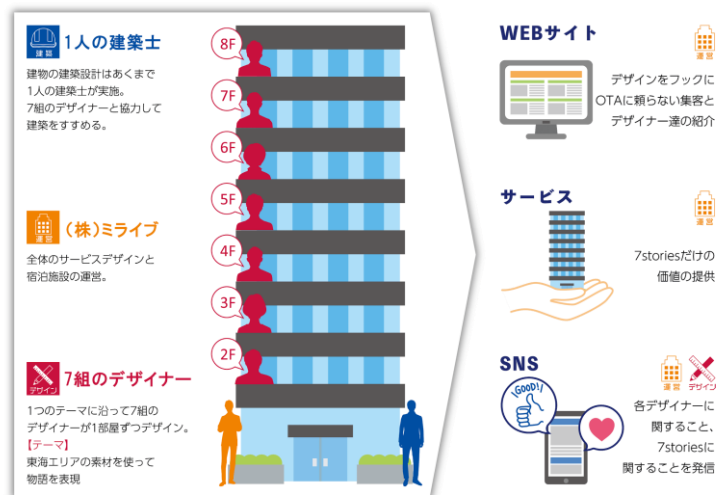 建築
1人の建築士
建物の建築設計はあくまで
1人の建築士が実施。
7組のデザイナーと協力して
建築をすすめる。
運営
(株)ミライブ
全体のサービスデザインと
宿泊施設の運営。
デザイン
7組のデザイナー
1つのテーマに沿って7組の
デザイナーが1部屋ずつデザイン。
【テーマ】
東海エリアの素材を使って
物語を表現
8F
7F
6F
5F
4F
3F
2F
WEBサイト
運営
デザインをフックに
OTAに頼らない集客と
デザイナー達の紹介
サービス
運営
7storiesだけの
価値の提供
SNS
運営
デザイン
GOOD!
各デザイナーに
関すること、
7storiesに
関することを発信